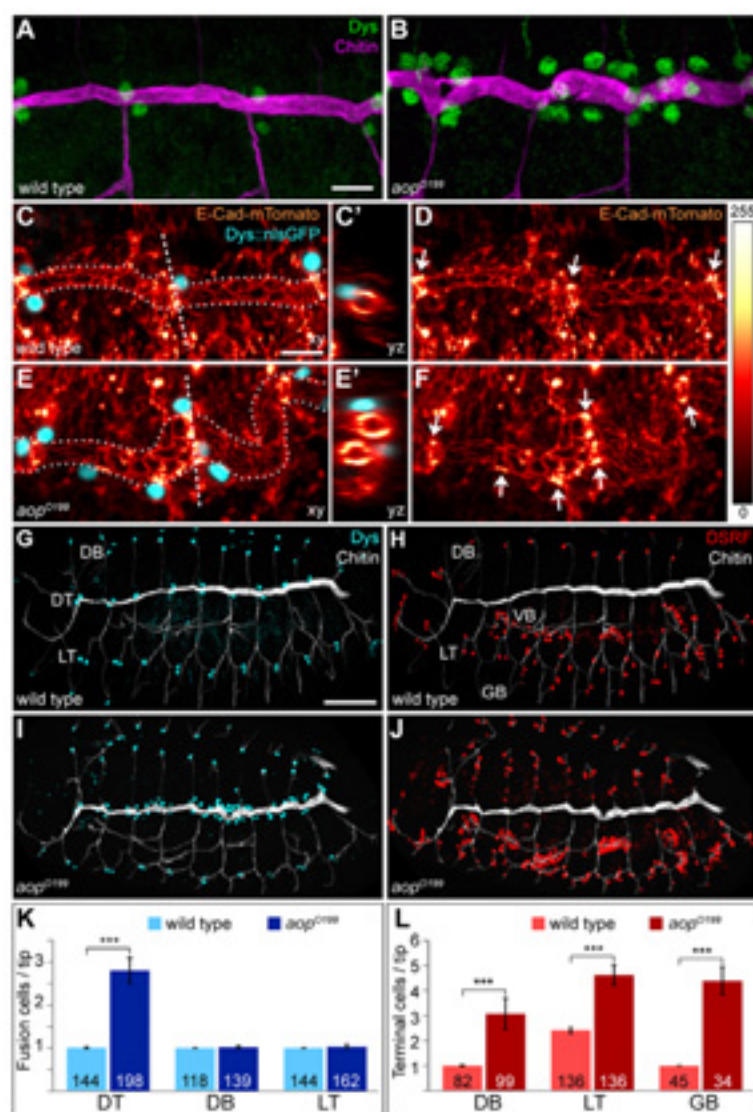 A
Dys
Chitin
wild type
B
aop^D199
C
E-Cad-mTomato
Dys::nlsGFP
wild type
xy
C'
yz
D
E-Cad-mTomato
255
E
aop^D199
xy
E'
yz
F
0
G
Dys
Chitin
DB
DT
LT
wild type
H
DSRF
Chitin
DB
VB
LT
GB
wild type
I
aop^D199
J
aop^D199
K
wild type
aop^D199
***
Fusion cells / tip
3
2
1
144
198
118
139
144
162
DT
DB
LT
L
wild type
aop^D199
***
***
***
Terminal cells / tip
6
5
4
3
2
1
82
99
136
136
45
34
DB
LT
GB